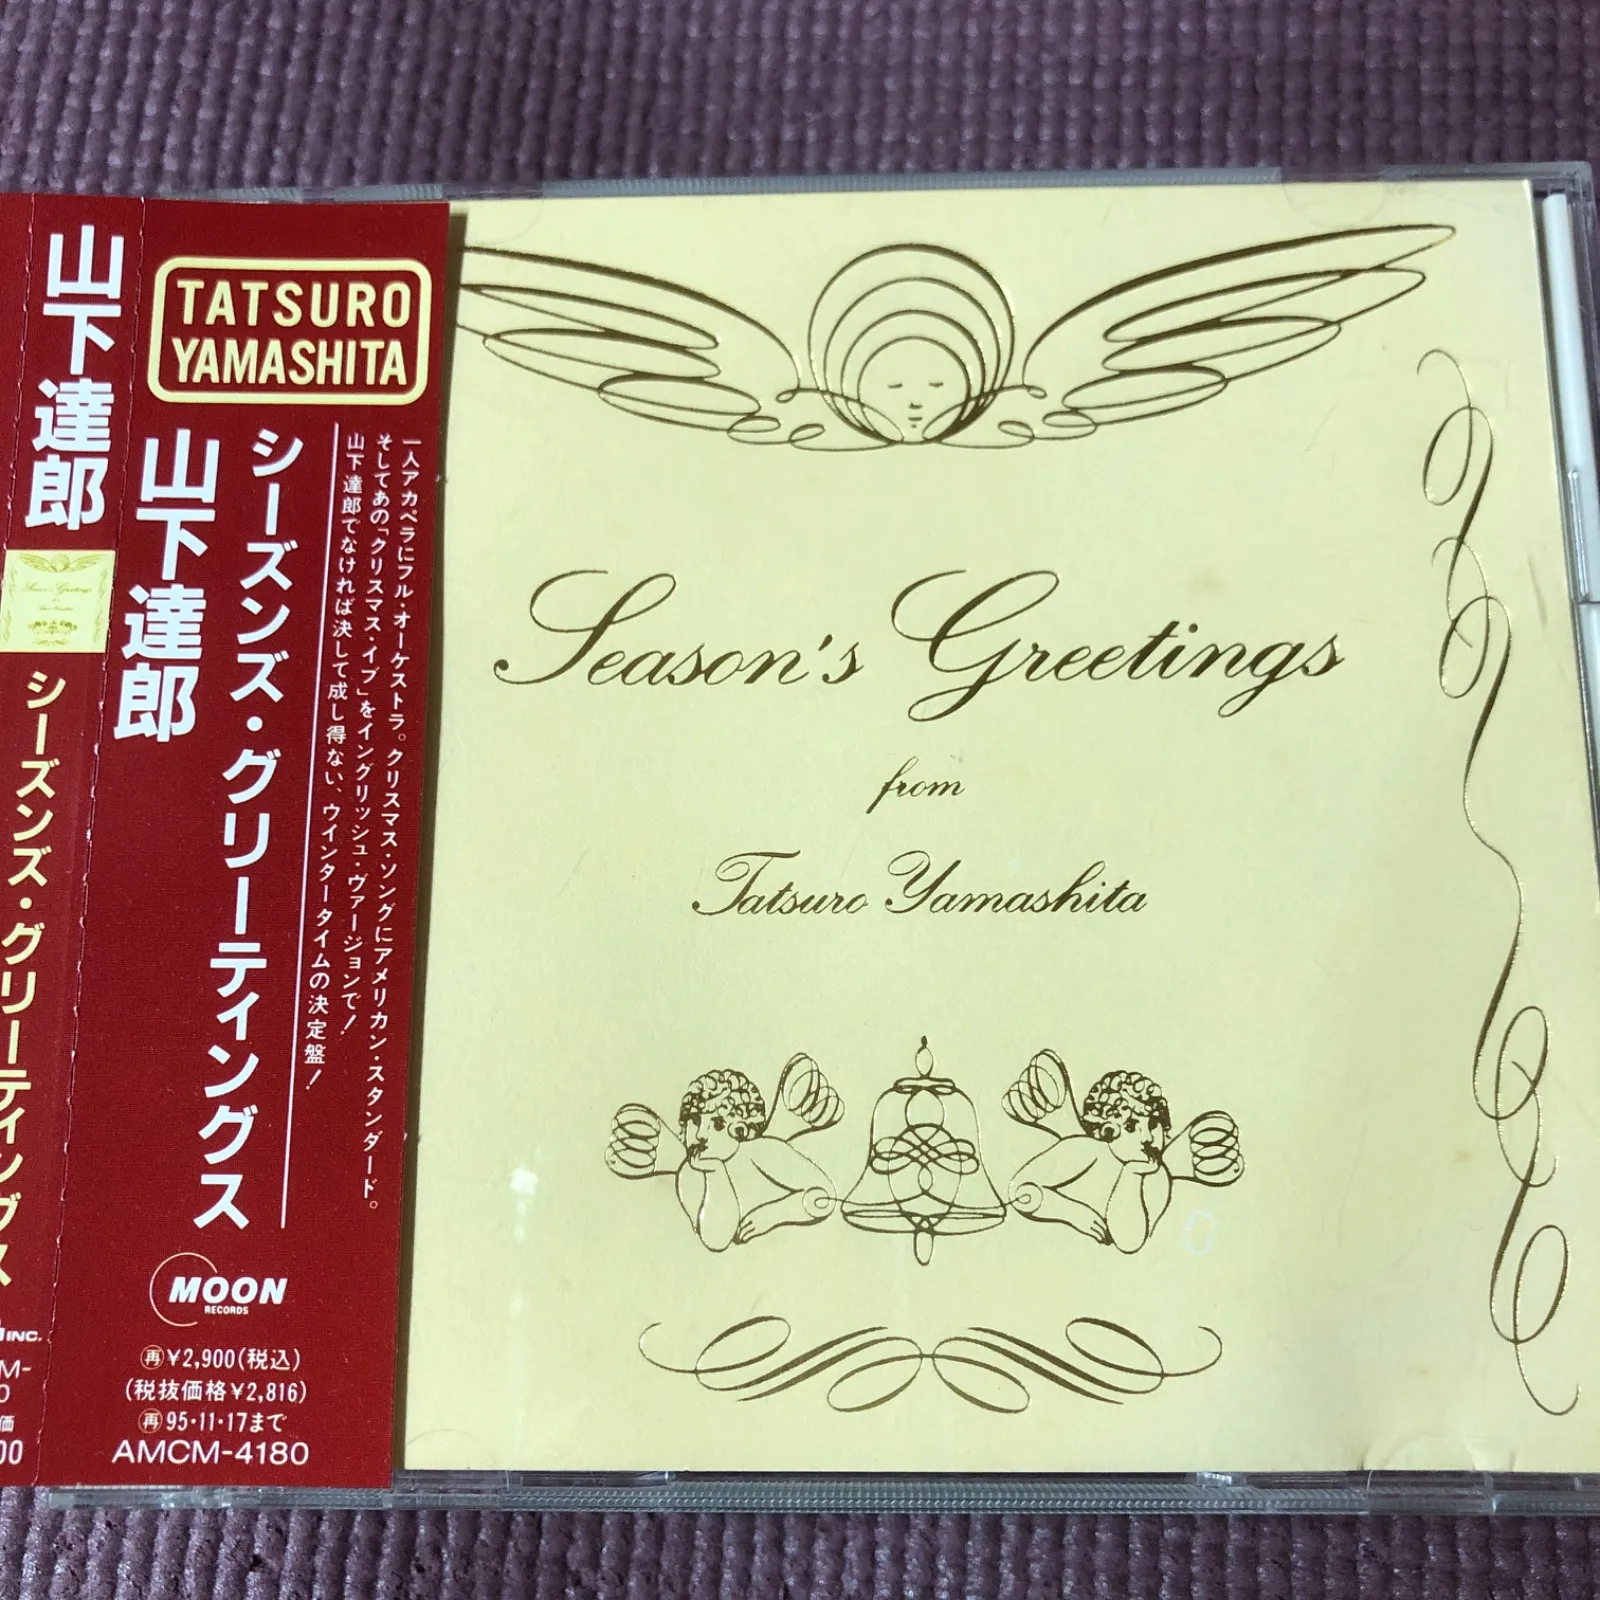 山下達郎
シーズンズ・グリーティングス
INC.
TATSURO
YAMASHITA
一人アカペラにフル・オーケストラ。クリスマス・ソングにアメリカン・スタンダード。
そしてあの「クリスマス・イブ」をイングリッシュ・ヴァージョンで!
山下達郎でなければ決して成し得ない、ウインタータイムの決定盤!
シーズンズ・グリーティングス
山下達郎
MOON
RECORDS
再¥2,900(税込)
(税抜価格¥2,816)
再95・11・17まで
AMCM-4180
Season's Greetings
from
Tatsuro Yamashita